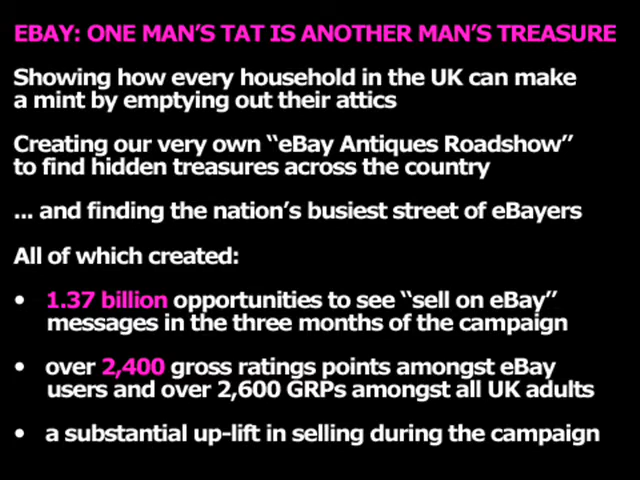 EBAY: ONE MAN’S TAT IS ANOTHER MAN’S TREASURE
Showing how every household in the UK can make
a mint by emptying out their attics
Creating our very own “eBay Antiques Roadshow”
to find hidden treasures across the country
... and finding the nation’s busiest street of eBayers
All of which created:
• 1.37 billion opportunities to see “sell on eBay”
messages in the three months of the campaign
• over 2,400 gross ratings points amongst eBay
users and over 2,600 GRPs amongst all UK adults
• a substantial up-lift in selling during the campaign